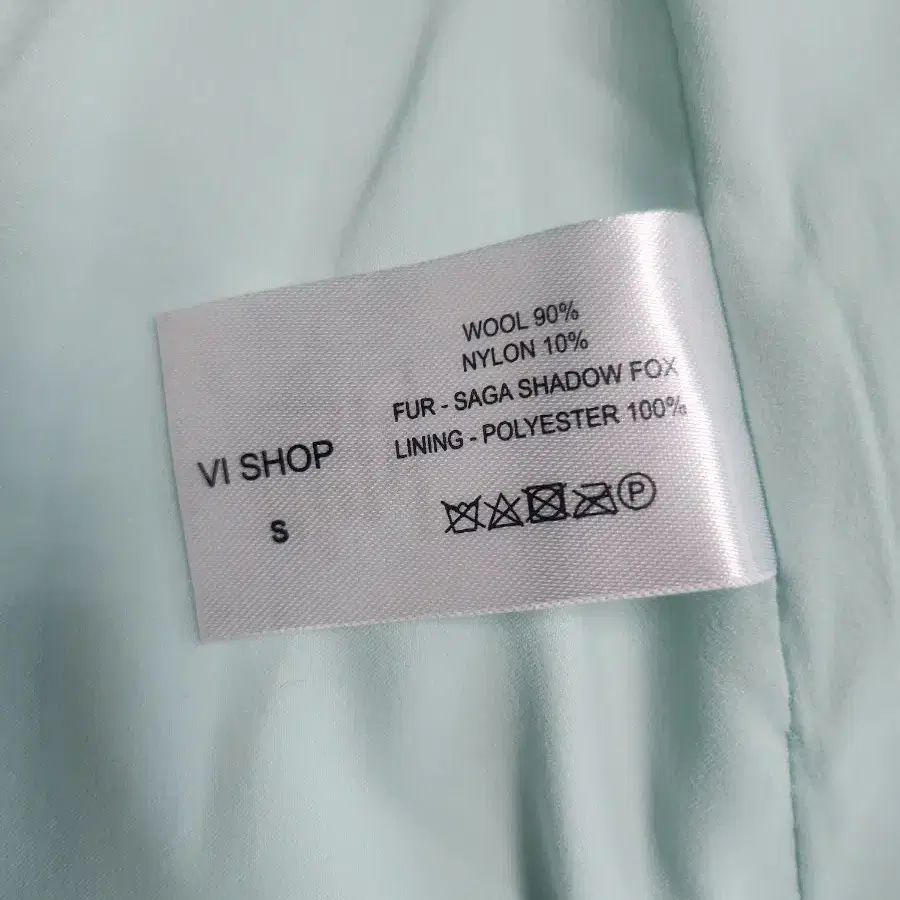 VI SHOP
S
WOOL 90%
NYLON 10%
FUR - SAGA SHADOW FOX
LINING - POLYESTER 100%
P